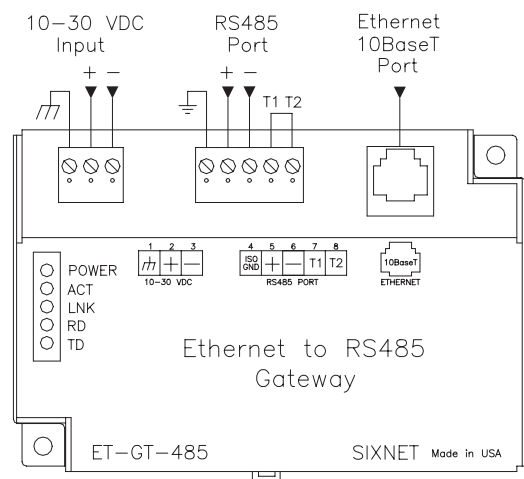 10-30 VDC
Input
RS485
Port
Ethernet
10BaseT
Port
+ − + −
T1 T2
1 2 3 4 5 6 7 8
+ − ISO GND + − T1 T2 10BaseT
10-30 VDC RS485 PORT ETHERNET
POWER
ACT
LNK
RD
TD
Ethernet to RS485
Gateway
ET-GT-485 SIXNET Made in USA